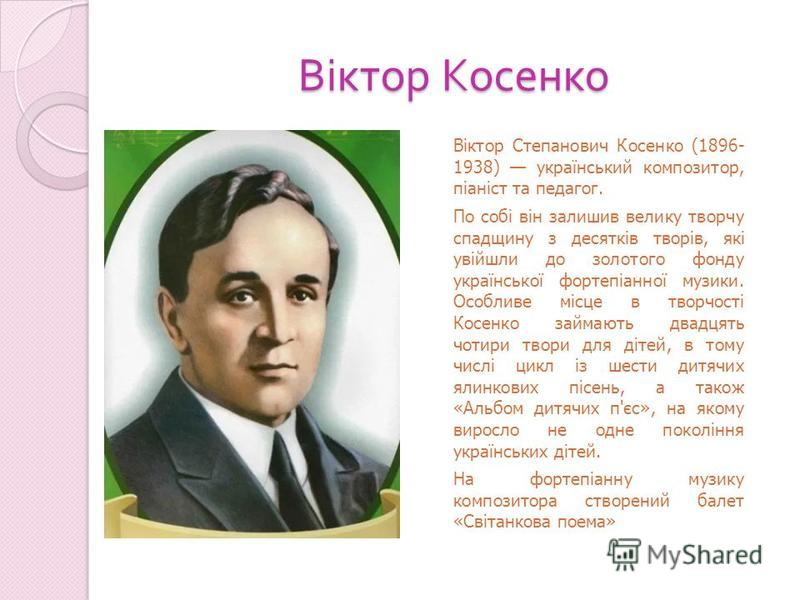 Віктор Косенко
Віктор Степанович Косенко (1896-
1938) — український композитор,
піаніст та педагог.
По собі він залишив велику творчу
спадщину з десятків творів, які
увійшли до золотого фонду
української фортепіанної музики.
Особливе місце в творчості
Косенко займають двадцять
чотири твори для дітей, в тому
числі цикл із шести дитячих
ялинкових пісень, а також
«Альбом дитячих п'єс», на якому
виросло не одне покоління
українських дітей.
На фортепіанну музику
композитора створений балет
«Світанкова поема»
MyShared